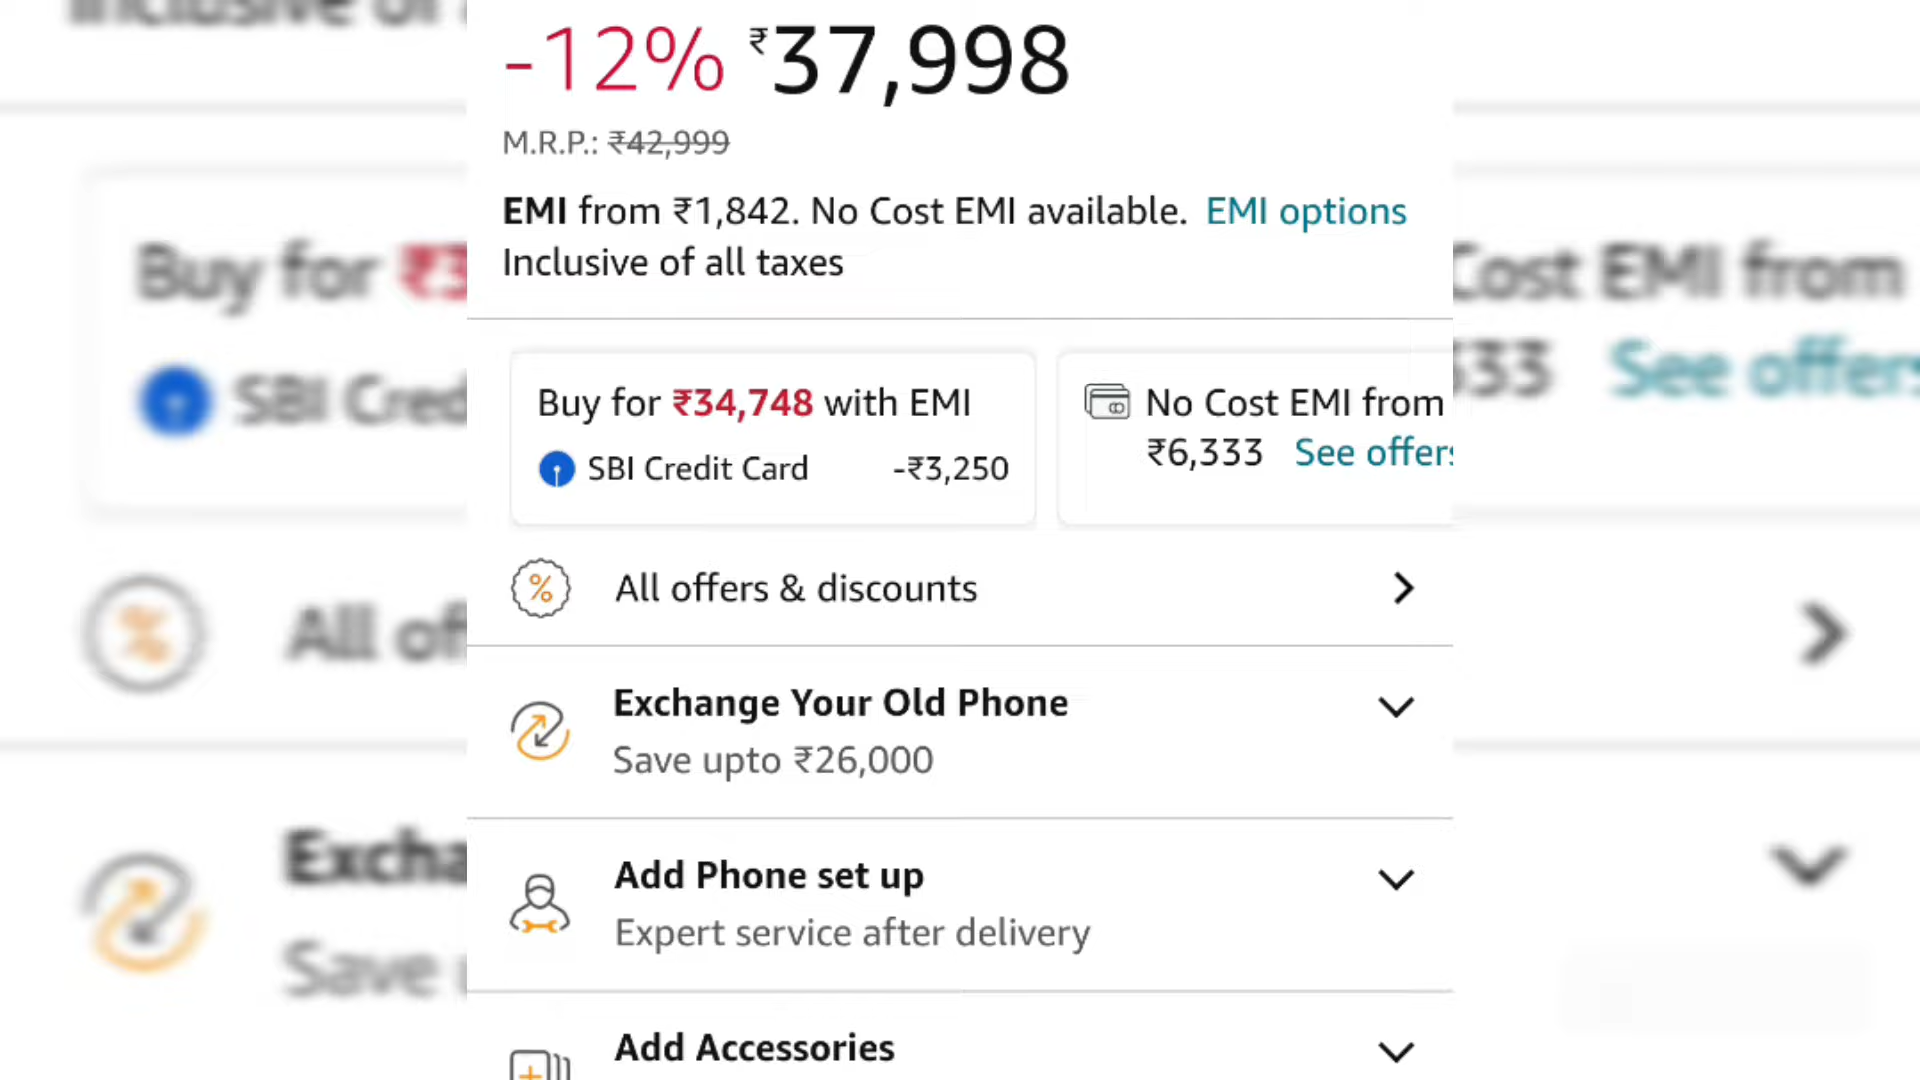 -12% ₹37,998
M.R.P.: ₹42,999
EMI from ₹1,842. No Cost EMI available. EMI options
Inclusive of all taxes
Buy for ₹34,748 with EMI
SBI Credit Card -₹3,250
No Cost EMI from
₹6,333 See offers
All offers & discounts
Exchange Your Old Phone
Save upto ₹26,000
Add Phone set up
Expert service after delivery
Add Accessories